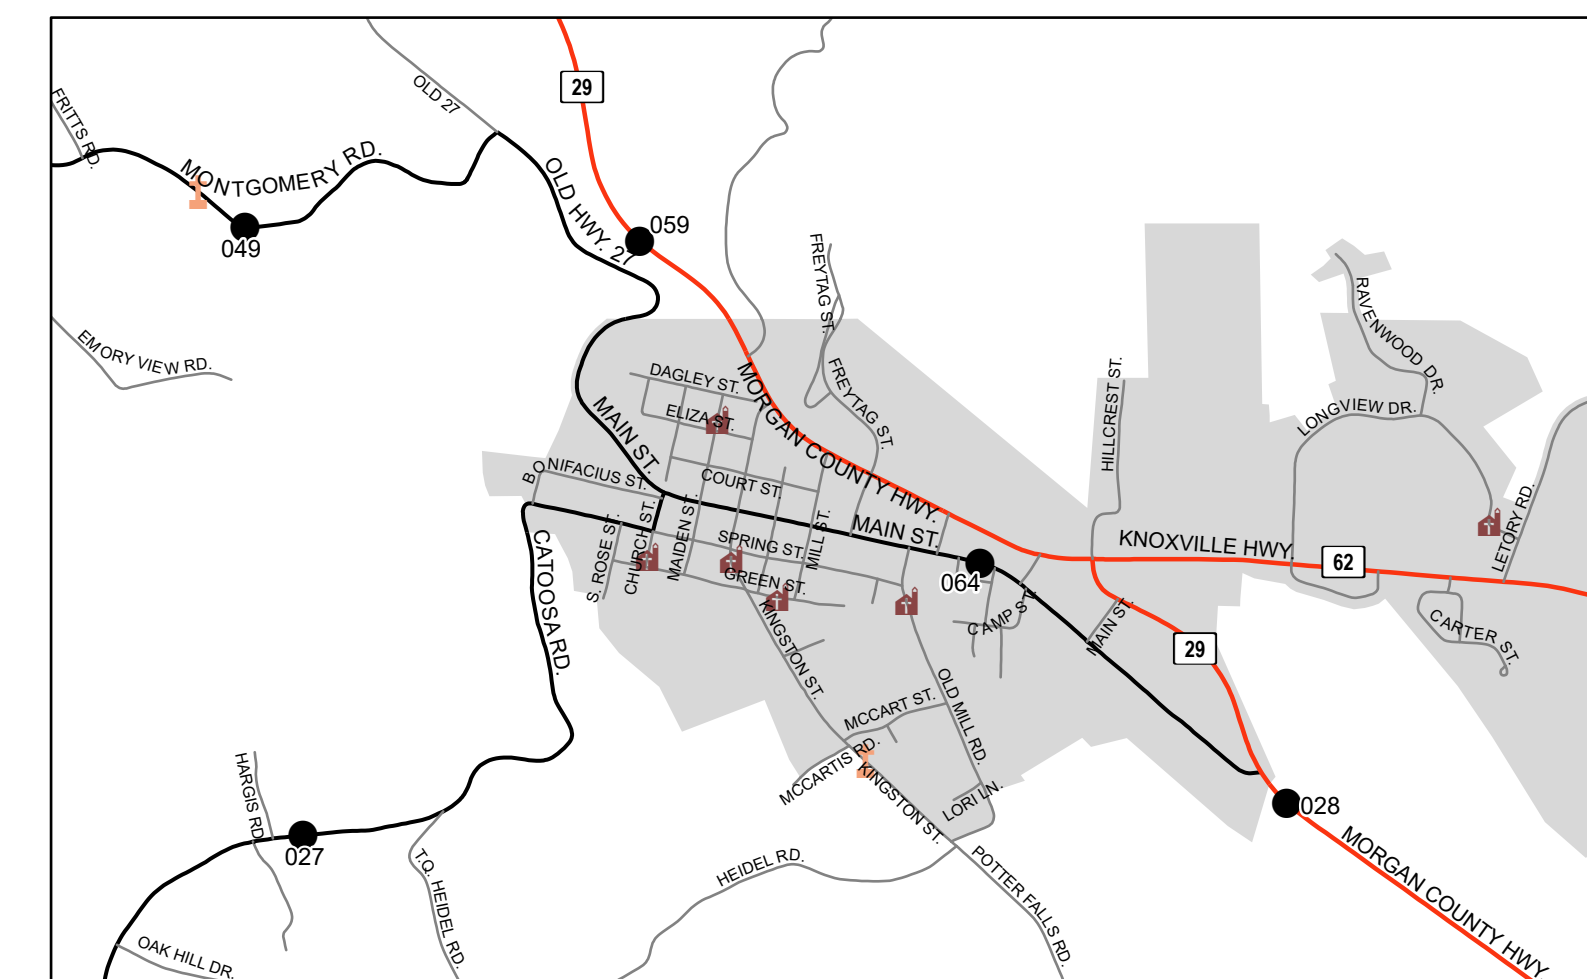 29
OLD 27
FRITTS RD.
MONTGOMERY RD.
OLD HWY. 27
059
049
FREYTAG ST.
RAVENWOOD DR.
EMORY VIEW RD.
DAGLEY ST.
MORGAN COUNTY HWY.
FREYTAG ST.
HILLCREST ST.
LONGVIEW DR.
ELIZA ST.
MAIN ST.
BONIFACIUS ST.
COURT ST.
MAIN ST.
KNOXVILLE HWY.
62
LETORY RD.
S. ROSE ST.
CHURCH ST.
MAIDEN ST.
SPRING ST.
MILL ST.
GREEN ST.
064
CATOOSA RD.
KINGSTON ST.
CAMP ST.
MAIN ST.
29
CARTER ST.
OLD MILL RD.
MCCART ST.
MCCARTIS RD.
KINGSTON ST.
LORI LN.
028
HARGIS RD.
027
T.Q. HEIDEL RD.
HEIDEL RD.
POTTER FALLS RD.
MORGAN COUNTY HWY
OAK HILL DR.